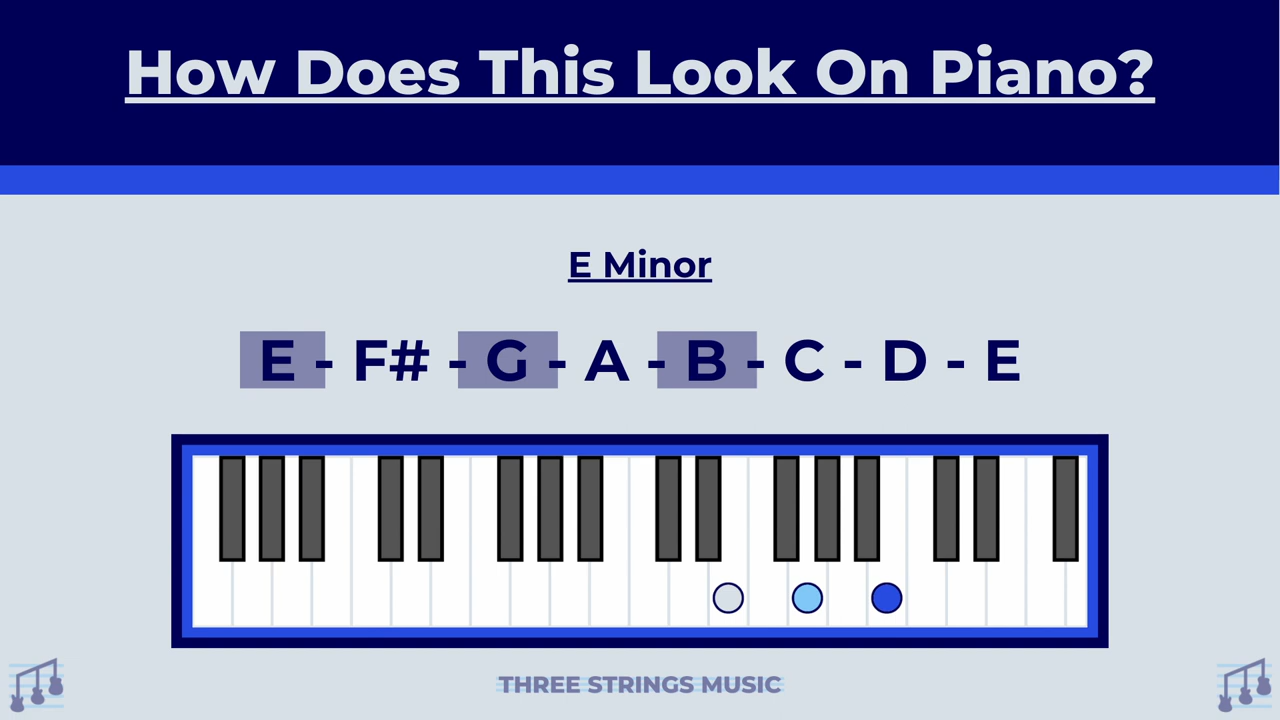 How Does This Look On Piano?
E Minor
E - F# - G - A - B - C - D - E
THREE STRINGS MUSIC